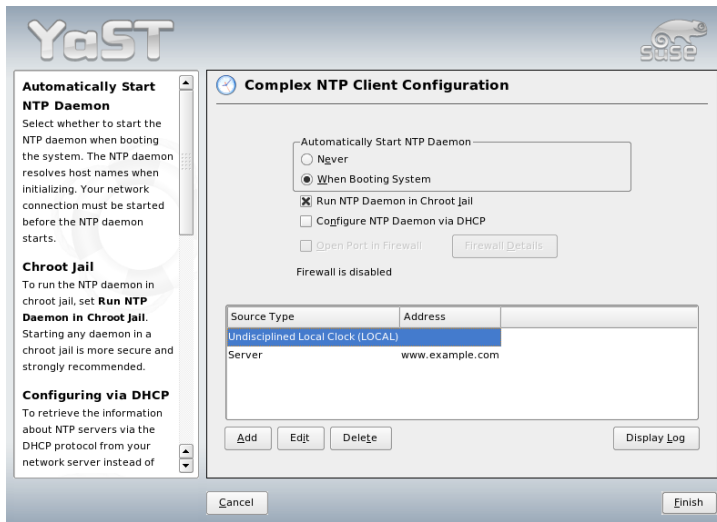 YaST
SUSE
Automatically Start
NTP Daemon
Select whether to start the
NTP daemon when booting
the system. The NTP daemon
resolves host names when
initializing. Your network
connection must be started
before the NTP daemon
starts.
Chroot Jail
To run the NTP daemon in
chroot jail, set Run NTP
Daemon in Chroot Jail.
Starting any daemon in a
chroot jail is more secure and
strongly recommended.
Configuring via DHCP
To retrieve the information
about NTP servers via the
DHCP protocol from your
network server instead of
Complex NTP Client Configuration
Automatically Start NTP Daemon
Never
When Booting System
Run NTP Daemon in Chroot Jail
Configure NTP Daemon via DHCP
Open Port in Firewall Firewall Details
Firewall is disabled
Source Type Address
Undisciplined Local Clock (LOCAL)
Server www.example.com
Add Edit Delete Display Log
Cancel Finish